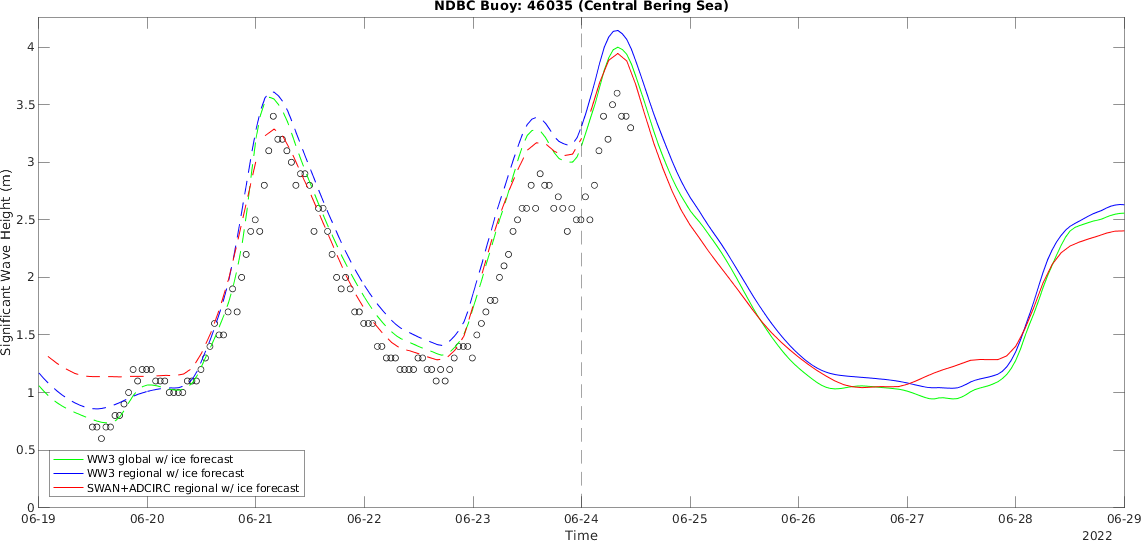 NDBC Buoy: 46035 (Central Bering Sea)
Significant Wave Height (m)
4
3.5
3
2.5
2
1.5
1
0.5
0
WW3 global w/ ice forecast
WW3 regional w/ ice forecast
SWAN+ADCIRC regional w/ ice forecast
06-19 06-20 06-21 06-22 06-23 06-24 06-25 06-26 06-27 06-28 06-29
Time
2022